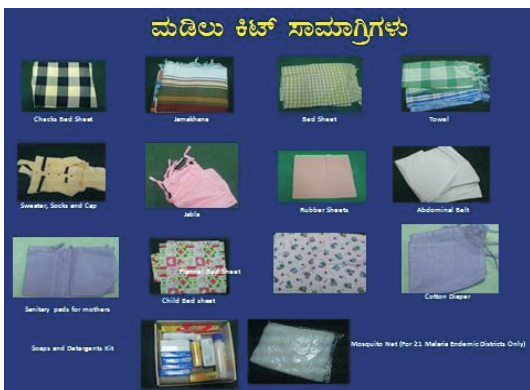 ಮಡಿಲು ಕಿಟ್ ಸಾಮಾಗ್ರಿಗಳು
Checks Bed Sheet
Jamakhana
Bed Sheet
Towel
Sweater, Socks and Cap
Jabla
Rubber Sheets
Abdominal Belt
Flannel Bed Sheet
Sanitary pads for mothers
Child Bed sheet
Cotton Diaper
Soaps and Detergents Kit
Mosquito Net (For 21 Malaria Endemic Districts Only)